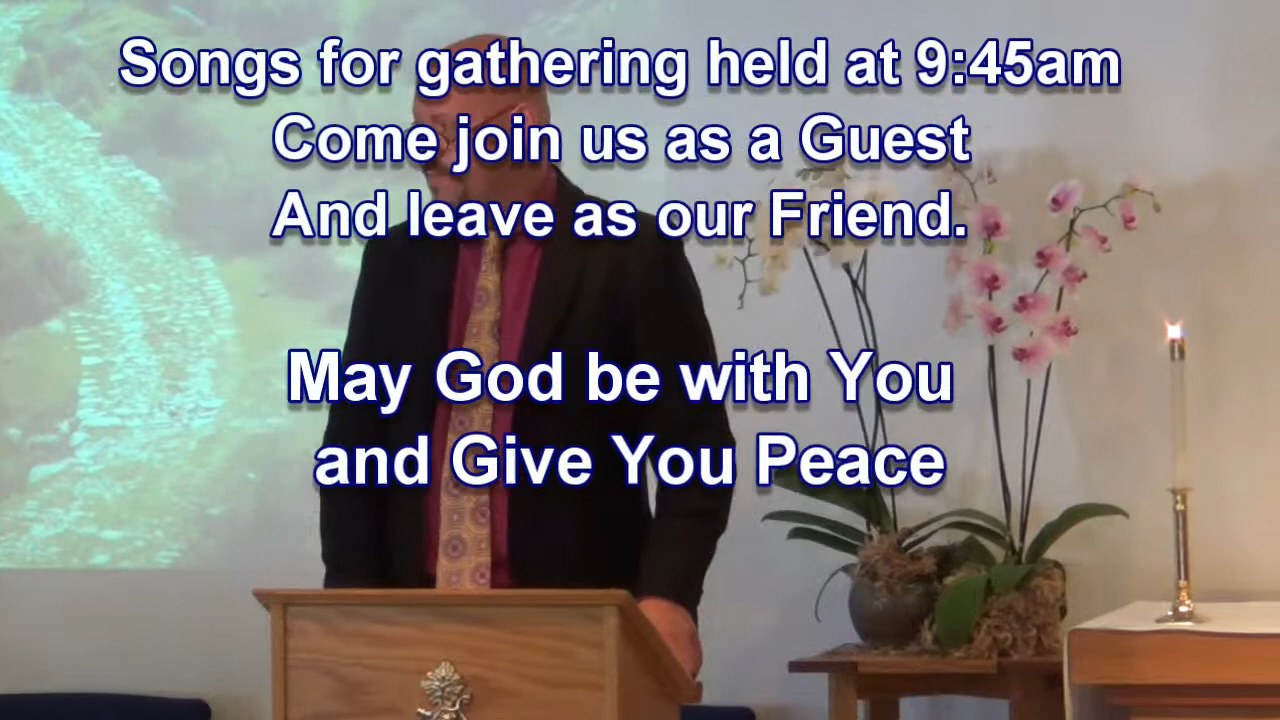 Songs for gathering held at 9:45am
Come join us as a Guest
And leave as our Friend.
May God be with You
and Give You Peace